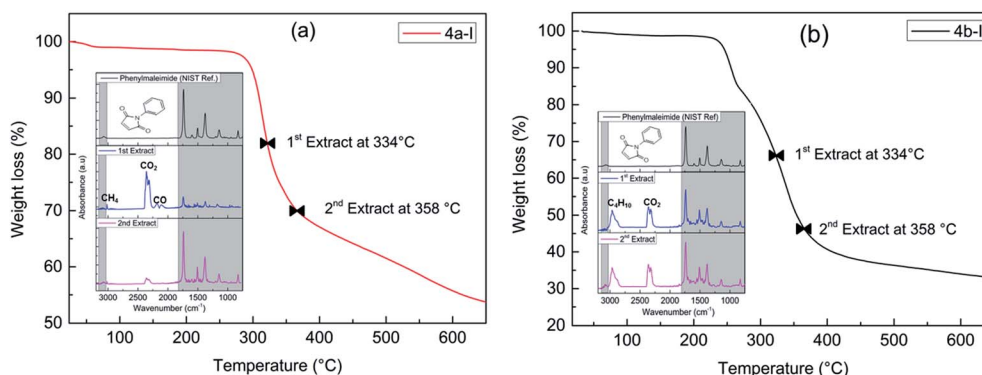 (a)
4a-I
100
90
80
70
60
50
Weight loss (%)
0
100
200
300
400
500
600
Temperature (°C)
1st Extract at 334°C
2nd Extract at 358 °C
Phenylmaleimide (NIST Ref.)
1st Extract
CO2
CH4
CO
2nd Extract
Absorbance (a.u)
3000
2500
2000
1500
1000
Wavenumber (cm-1)
N
O
O
(b)
4b-I
100
90
80
70
60
50
40
30
20
Weight loss (%)
0
100
200
300
400
500
600
Temperature (°C)
1st Extract at 334°C
2nd Extract at 358 °C
Phenylmaleimide (NIST Ref)
1st Extract
C4H10
CO2
2nd Extract
Absorbance (a.u)
3000
2500
2000
1500
1000
Wavenumber (cm-1)
N
O
O